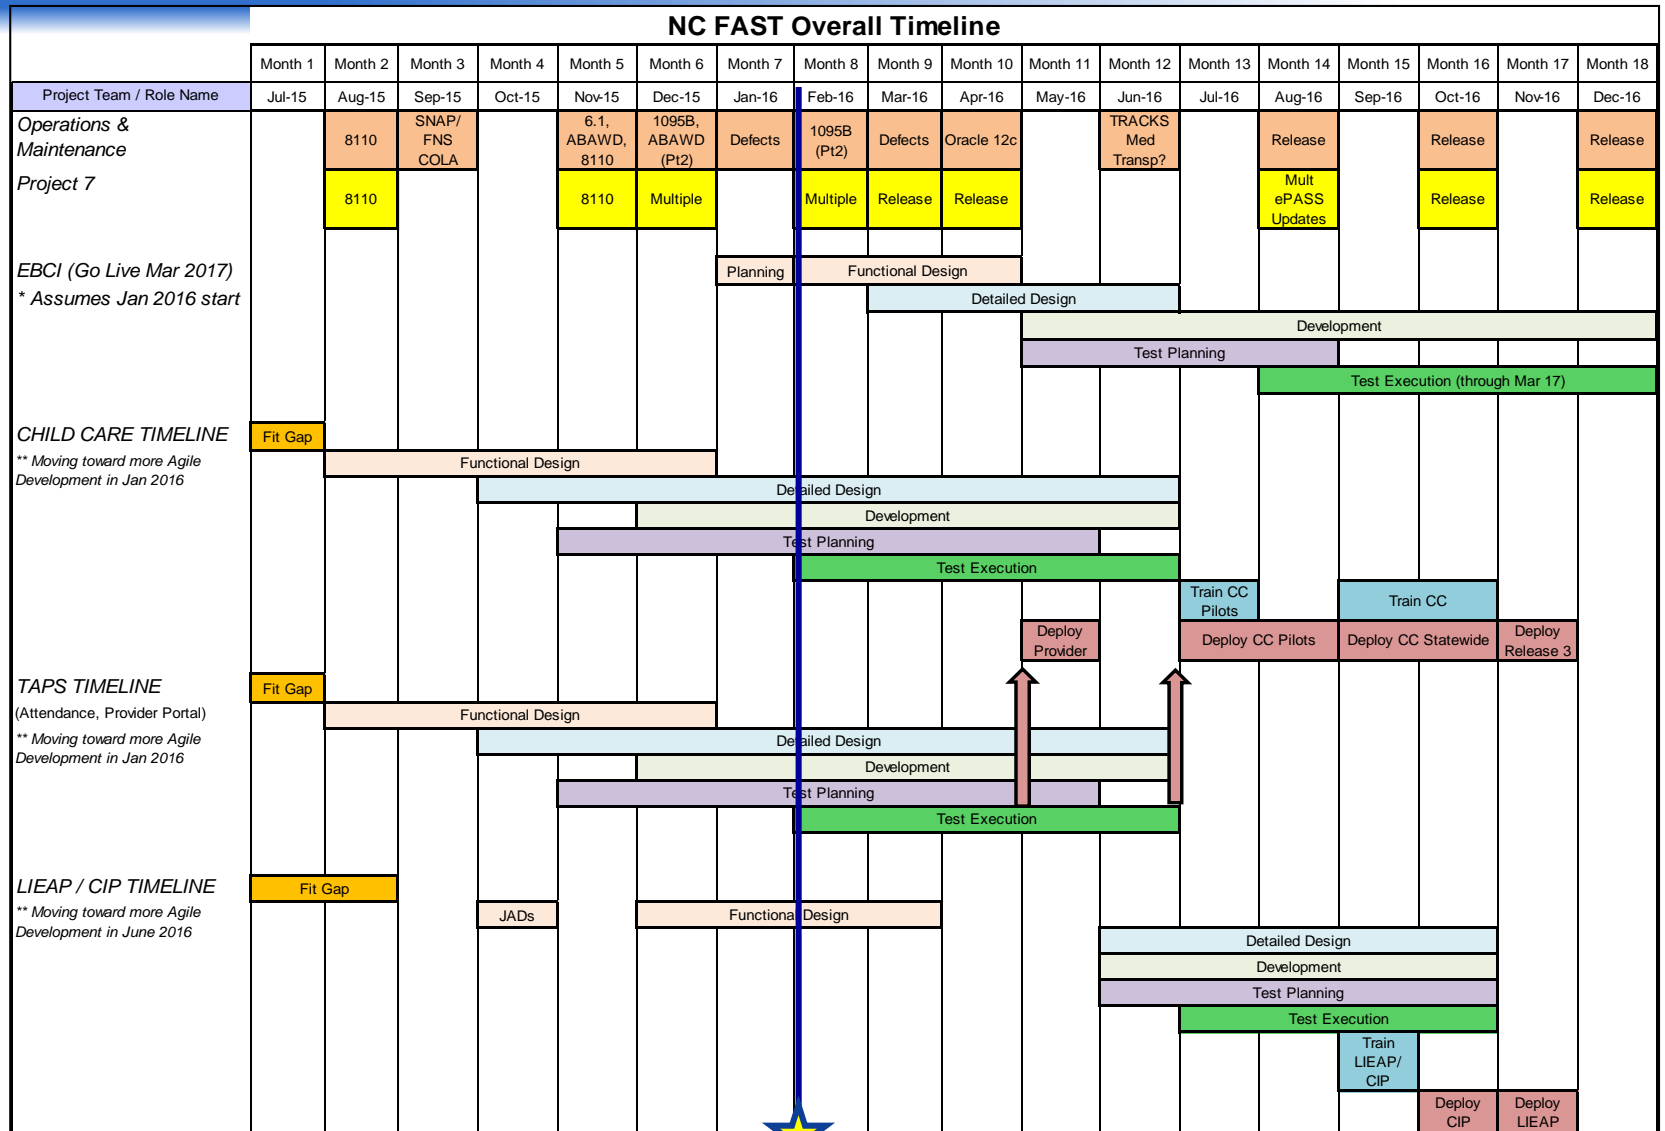 NC FAST Overall Timeline
Month 1 Month 2 Month 3 Month 4 Month 5 Month 6 Month 7 Month 8 Month 9 Month 10 Month 11 Month 12 Month 13 Month 14 Month 15 Month 16 Month 17 Month 18
Project Team / Role Name Jul-15 Aug-15 Sep-15 Oct-15 Nov-15 Dec-15 Jan-16 Feb-16 Mar-16 Apr-16 May-16 Jun-16 Jul-16 Aug-16 Sep-16 Oct-16 Nov-16 Dec-16
Operations &
Maintenance
8110
SNAP/
FNS
COLA
6.1,
ABAWD,
8110
1095B,
ABAWD
(Pt2)
Defects
1095B
(Pt2)
Defects
Oracle 12c
TRACKS
Med
Transp?
Release
Release
Release
Project 7
8110
8110
Multiple
Multiple
Release
Release
Mult
ePASS
Updates
Release
Release
EBCI (Go Live Mar 2017)
Planning
Functional Design
* Assumes Jan 2016 start
Detailed Design
Development
Test Planning
Test Execution (through Mar 17)
CHILD CARE TIMELINE
Fit Gap
** Moving toward more Agile
Development in Jan 2016
Functional Design
Detailed Design
Development
Test Planning
Test Execution
Train CC
Pilots
Train CC
Deploy
Provider
Deploy CC Pilots
Deploy CC Statewide
Deploy
Release 3
TAPS TIMELINE
Fit Gap
(Attendance, Provider Portal)
Functional Design
** Moving toward more Agile
Development in Jan 2016
Detailed Design
Development
Test Planning
Test Execution
LIEAP / CIP TIMELINE
Fit Gap
** Moving toward more Agile
Development in June 2016
JADs
Functional Design
Detailed Design
Development
Test Planning
Test Execution
Train
LIEAP/
CIP
Deploy
CIP
Deploy
LIEAP